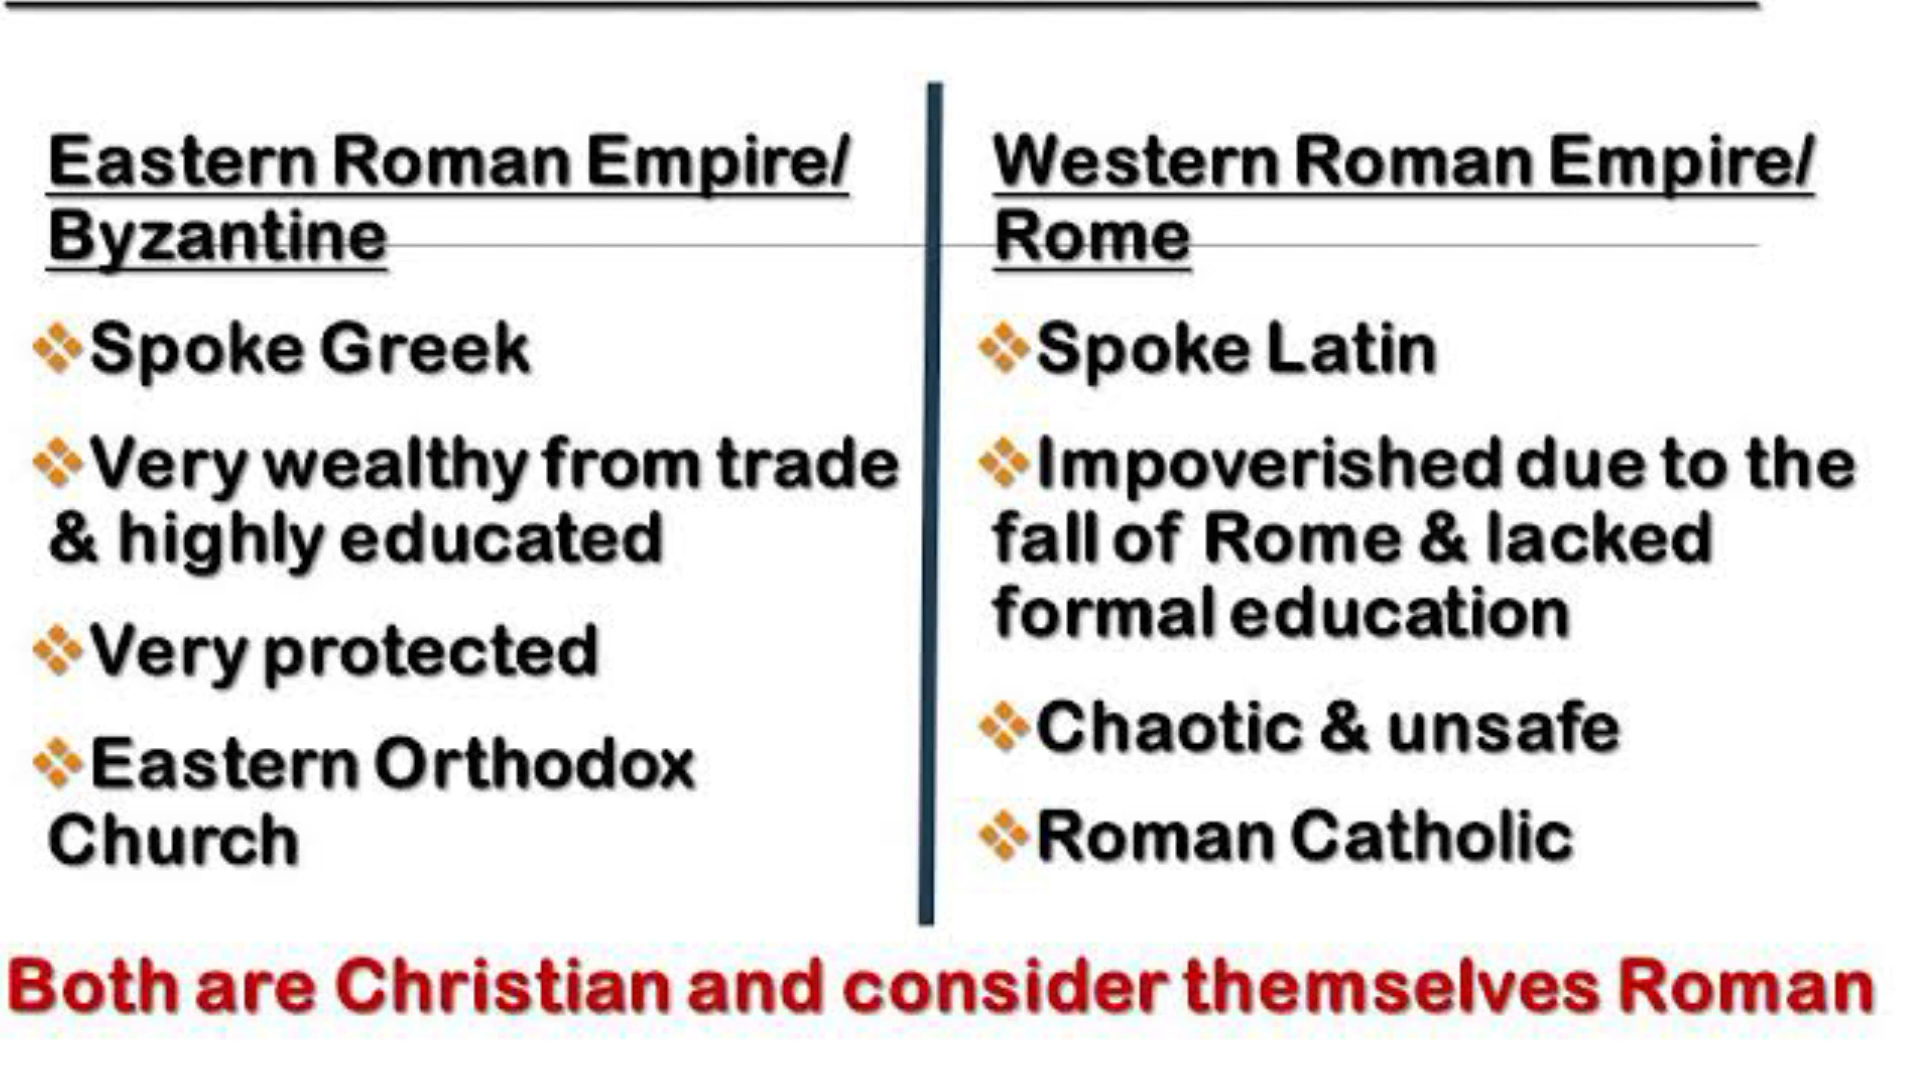 Eastern Roman Empire/
Byzantine
Spoke Greek
Very wealthy from trade
& highly educated
Very protected
Eastern Orthodox
Church
Western Roman Empire/
Rome
Spoke Latin
Impoverished due to the
fall of Rome & lacked
formal education
Chaotic & unsafe
Roman Catholic
Both are Christian and consider themselves Roman